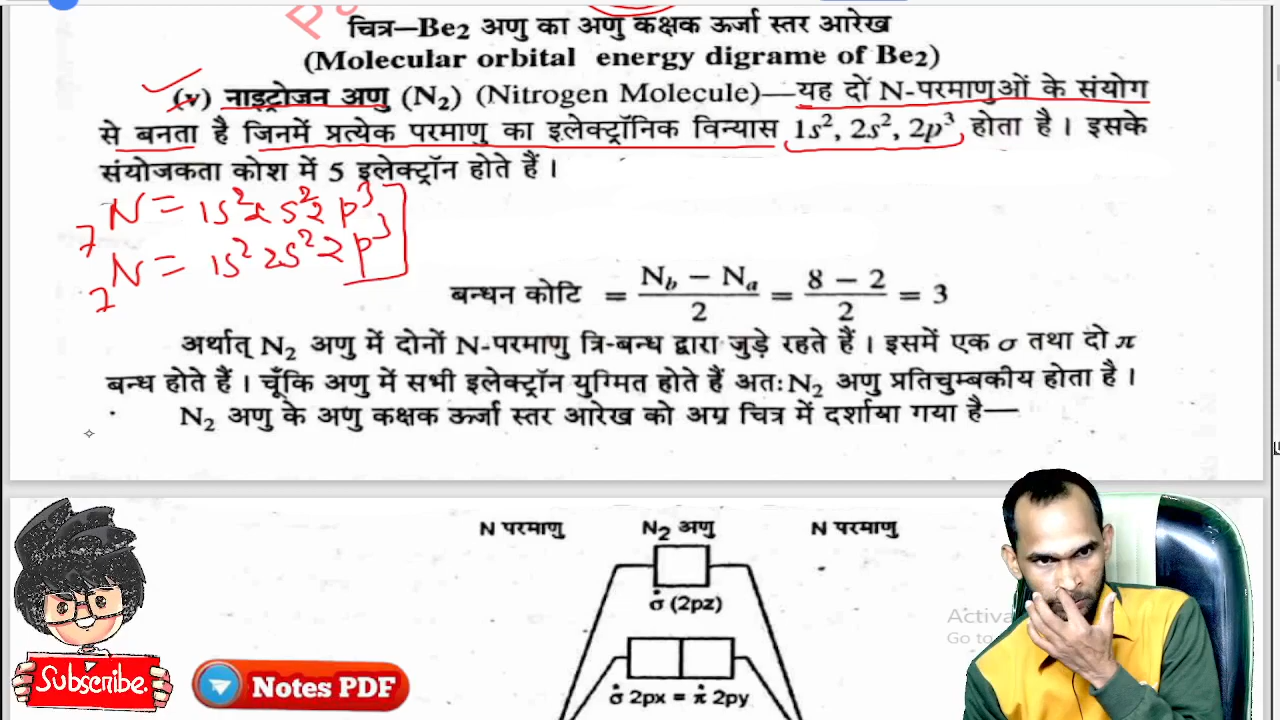 चित्र—Be2 अणु का अणु कक्षक ऊर्जा स्तर आरेख
(Molecular orbital energy digrame of Be2)
(v) नाइट्रोजन अणु (N2) (Nitrogen Molecule)—यह दों N-परमाणुओं के संयोग
से बनता है जिनमें प्रत्येक परमाणु का इलेक्ट्रॉनिक विन्यास 1s², 2s², 2p³ होता है। इसके
संयोजकता कोश में 5 इलेक्ट्रॉन होते हैं।
7N = 1s² 2s² 2p³
7N = 1s² 2s² 2p³
बन्धन कोटि = (Nb − Na)/2 = (8 − 2)/2 = 3
अर्थात् N2 अणु में दोनों N-परमाणु त्रि-बन्ध द्वारा जुड़े रहते हैं। इसमें एक σ तथा दो π
बन्ध होते हैं। चूँकि अणु में सभी इलेक्ट्रॉन युग्मित होते हैं अतः N2 अणु प्रतिचुम्बकीय होता है।
N2 अणु के अणु कक्षक ऊर्जा स्तर आरेख को अग्र चित्र में दर्शाया गया है—
N परमाणु N2 अणु N परमाणु
σ̇ (2pz)
σ̇ 2px = π̇ 2py
Activa
Go to
Subscribe.
Notes PDF